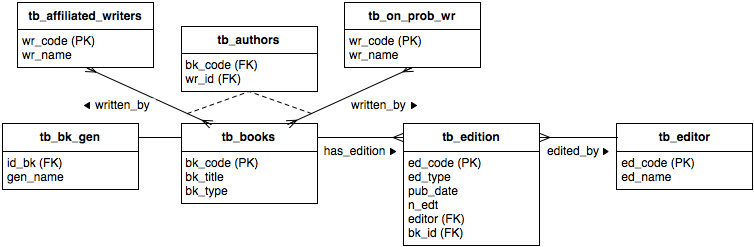 tb_affiliated_writers
wr_code (PK)
wr_name
tb_authors
bk_code (FK)
wr_id (FK)
tb_on_prob_wr
wr_code (PK)
wr_name
◀ written_by
written_by ▶
tb_bk_gen
id_bk (FK)
gen_name
tb_books
bk_code (PK)
bk_title
bk_type
has_edition ▶
tb_edition
ed_code (PK)
ed_type
pub_date
n_edt
editor (FK)
bk_id (FK)
edited_by ▶
tb_editor
ed_code (PK)
ed_name